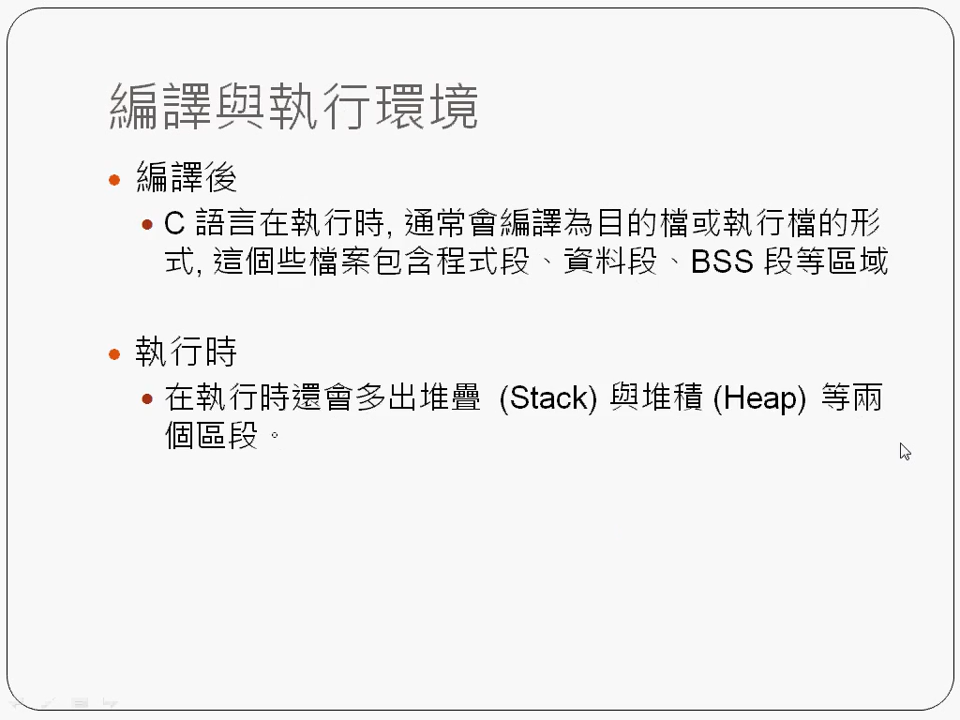 編譯與執行環境
• 編譯後
• C 語言在執行時, 通常會編譯為目的檔或執行檔的形
式, 這個些檔案包含程式段、資料段、BSS 段等區域
• 執行時
• 在執行時還會多出堆疊 (Stack) 與堆積 (Heap) 等兩
個區段。